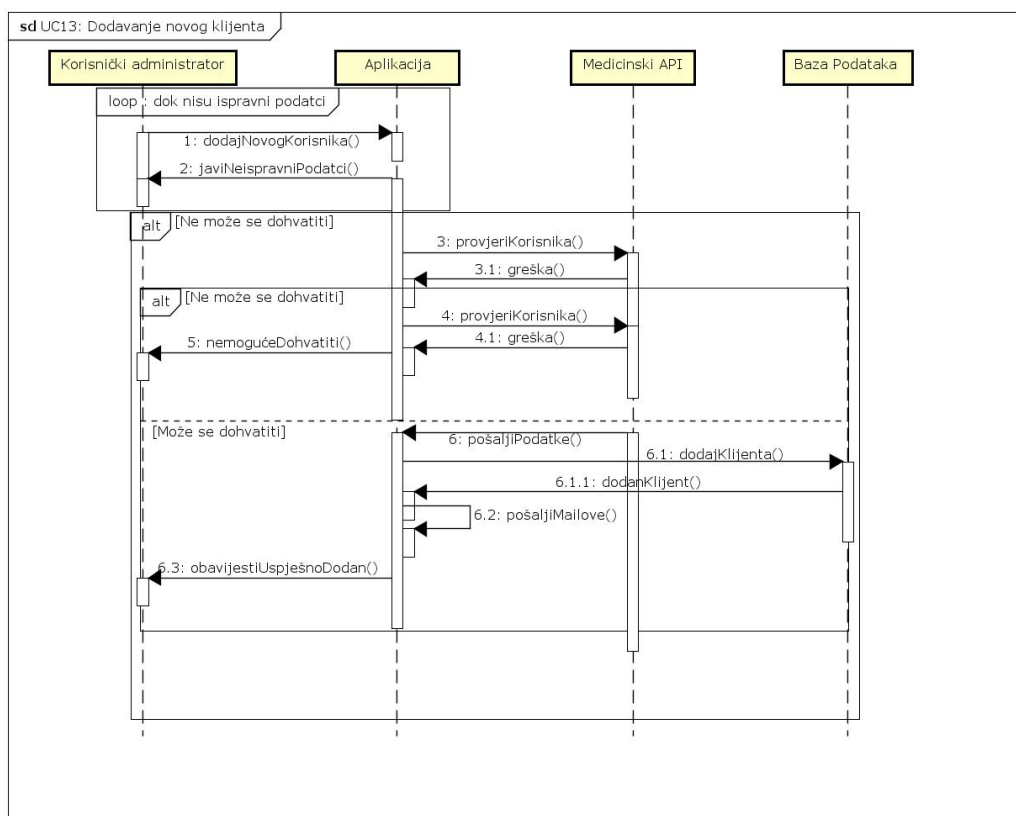 sd UC13: Dodavanje novog klijenta
Korisnički administrator
Aplikacija
Medicinski API
Baza Podataka
loop : dok nisu ispravni podatci
1: dodajNovogKorisnika()
2: javiNeispravniPodatci()
alt [Ne može se dohvatiti]
3: provjeriKorisnika()
3.1: greška()
alt [Ne može se dohvatiti]
4: provjeriKorisnika()
4.1: greška()
5: nemogućeDohvatiti()
[Može se dohvatiti]
6: pošaljiPodatke()
6.1: dodajKlijenta()
6.1.1: dodanKlijent()
6.2: pošaljiMailove()
6.3: obavijestiUspješnoDodan()